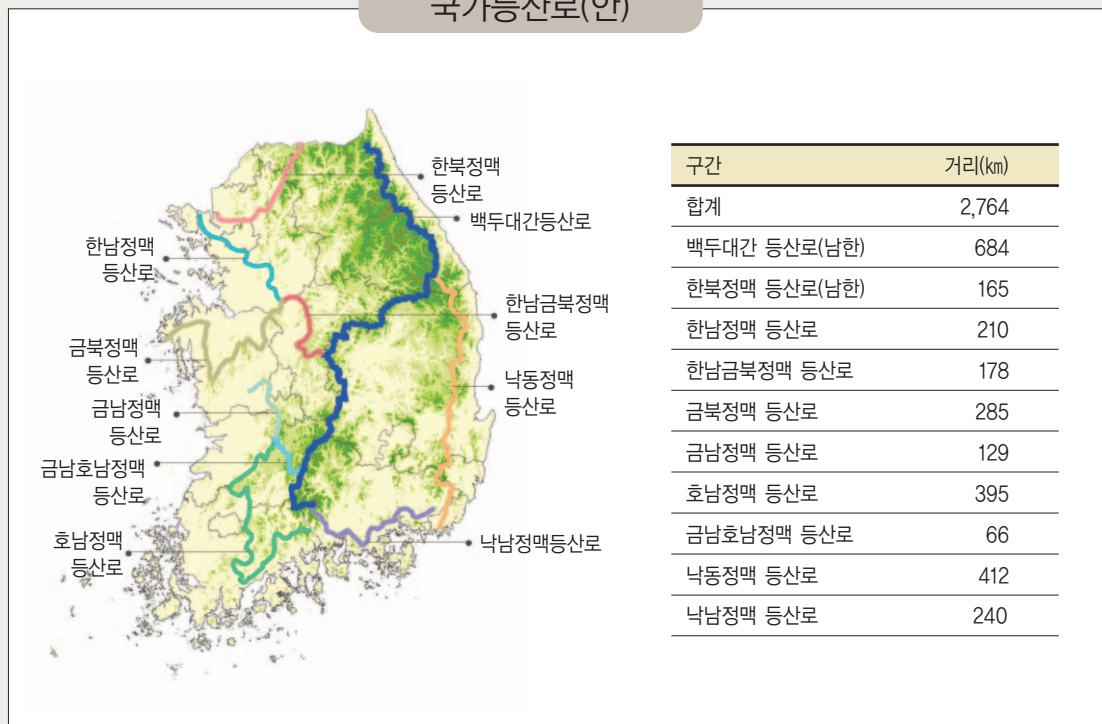 국가등산로(안)
한북정맥
등산로
백두대간등산로
한남정맥
등산로
한남금북정맥
등산로
금북정맥
등산로
낙동정맥
등산로
금남정맥
등산로
금남호남정맥
등산로
호남정맥
등산로
낙남정맥등산로
구간 거리(㎞)
합계 2,764
백두대간 등산로(남한) 684
한북정맥 등산로(남한) 165
한남정맥 등산로 210
한남금북정맥 등산로 178
금북정맥 등산로 285
금남정맥 등산로 129
호남정맥 등산로 395
금남호남정맥 등산로 66
낙동정맥 등산로 412
낙남정맥 등산로 240